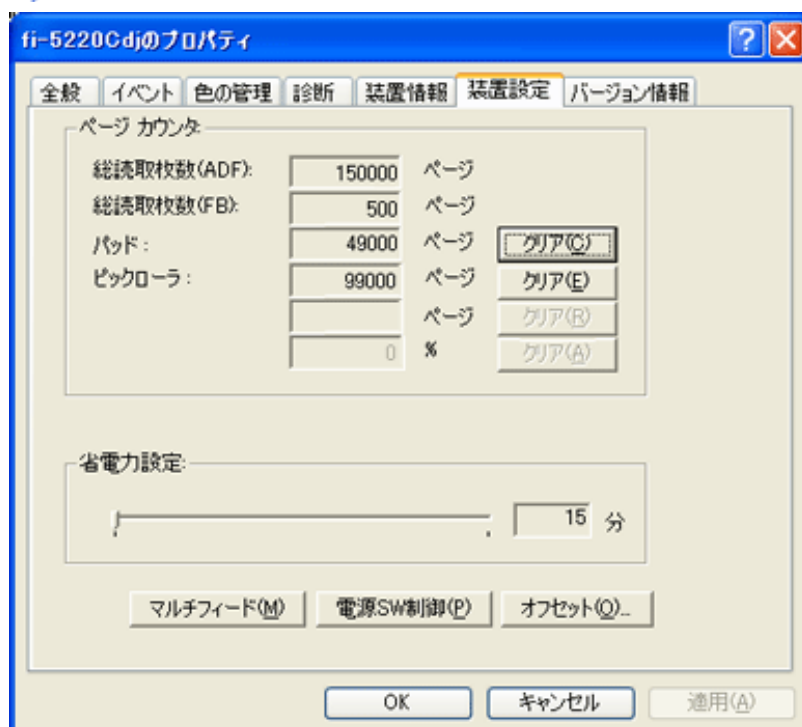 fi-5220Cdjのプロパティ
全般 イベント 色の管理 診断 装置情報 装置設定 バージョン情報
ページ カウンタ
総読取枚数(ADF): 150000 ページ
総読取枚数(FB): 500 ページ
パッド : 49000 ページ クリア(C)
ピックローラ : 99000 ページ クリア(E)
ページ クリア(R)
0 % クリア(A)
省電力設定:
15 分
マルチフィード(M) 電源SW制御(P) オフセット(O)...
OK キャンセル 適用(A)